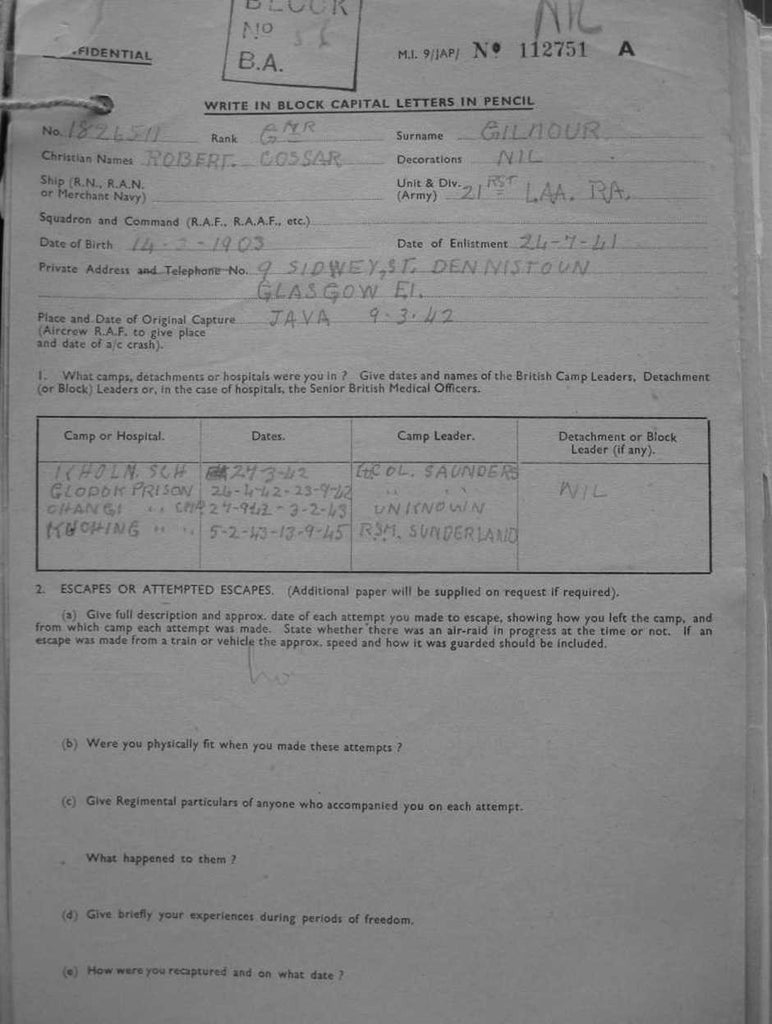 BLOCK
NIL
No
FIDENTIAL
B.A.
M.I. 9/JAP/ No 112751 A
WRITE IN BLOCK CAPITAL LETTERS IN PENCIL
No. 1826511 Rank GNR Surname GILMOUR
Christian Names ROBERT. COSSAR Decorations NIL
Ship (R.N., R.A.N. or Merchant Navy)
Unit & Div. (Army) 21 RST LAA. RA.
Squadron and Command (R.A.F., R.A.A.F., etc.)
Date of Birth 14 - - 1903 Date of Enlistment 24-7-41
Private Address and Telephone No. 9 SIDNEY.ST. DENNISTOUN
GLASGOW E1.
Place and Date of Original Capture JAVA 9.3.42
(Aircrew R.A.F. to give place
and date of a/c crash).
1. What camps, detachments or hospitals were you in ? Give dates and names of the British Camp Leaders, Detachment
(or Block) Leaders or, in the case of hospitals, the Senior British Medical Officers.
Camp or Hospital. Dates. Camp Leader. Detachment or Block Leader (if any).
SCH COL. SAUNDERS
GLODOK PRISON 24-4-42-23-9-42 " " NIL
CHANGI " CMP - 3-2-43 UNKNOWN
KUCHING " " 5-2-43-13-9-45 RSM. SUNDERLAND
2. ESCAPES OR ATTEMPTED ESCAPES. (Additional paper will be supplied on request if required).
(a) Give full description and approx. date of each attempt you made to escape, showing how you left the camp, and
from which camp each attempt was made. State whether there was an air-raid in progress at the time or not. If an
escape was made from a train or vehicle the approx. speed and how it was guarded should be included.
No
(b) Were you physically fit when you made these attempts ?
(c) Give Regimental particulars of anyone who accompanied you on each attempt.
What happened to them ?
(d) Give briefly your experiences during periods of freedom.
(e) How were you recaptured and on what date ?